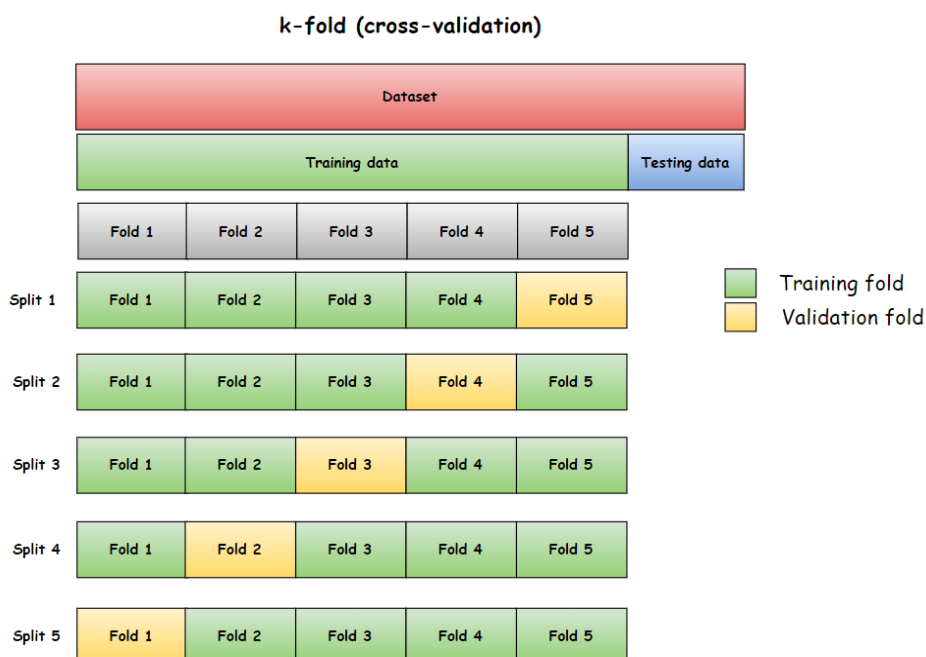 k-fold (cross-validation)
Dataset
Training data Testing data
Fold 1 Fold 2 Fold 3 Fold 4 Fold 5
Split 1 Fold 1 Fold 2 Fold 3 Fold 4 Fold 5
Training fold
Validation fold
Split 2 Fold 1 Fold 2 Fold 3 Fold 4 Fold 5
Split 3 Fold 1 Fold 2 Fold 3 Fold 4 Fold 5
Split 4 Fold 1 Fold 2 Fold 3 Fold 4 Fold 5
Split 5 Fold 1 Fold 2 Fold 3 Fold 4 Fold 5